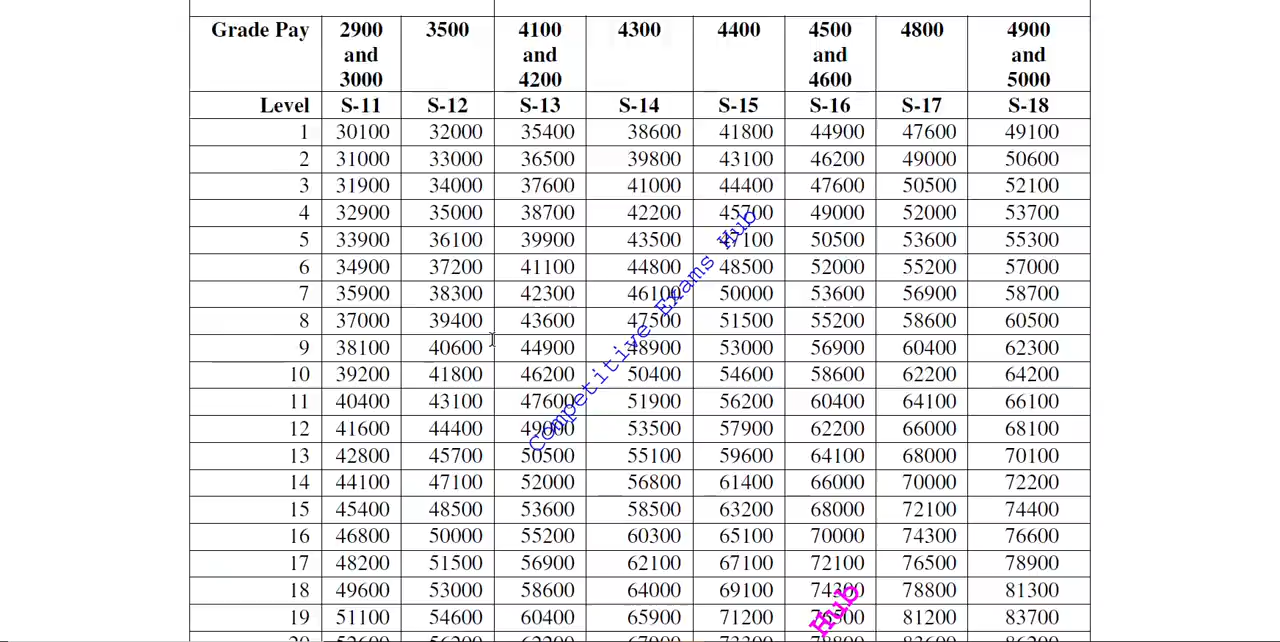 Grade Pay 2900 and 3000 3500 4100 and 4200 4300 4400 4500 and 4600 4800 4900 and 5000
Level S-11 S-12 S-13 S-14 S-15 S-16 S-17 S-18
1 30100 32000 35400 38600 41800 44900 47600 49100
2 31000 33000 36500 39800 43100 46200 49000 50600
3 31900 34000 37600 41000 44400 47600 50500 52100
4 32900 35000 38700 42200 45700 49000 52000 53700
5 33900 36100 39900 43500 47100 50500 53600 55300
6 34900 37200 41100 44800 48500 52000 55200 57000
7 35900 38300 42300 46100 50000 53600 56900 58700
8 37000 39400 43600 47500 51500 55200 58600 60500
9 38100 40600 44900 48900 53000 56900 60400 62300
10 39200 41800 46200 50400 54600 58600 62200 64200
11 40400 43100 47600 51900 56200 60400 64100 66100
12 41600 44400 49000 53500 57900 62200 66000 68100
13 42800 45700 50500 55100 59600 64100 68000 70100
14 44100 47100 52000 56800 61400 66000 70000 72200
15 45400 48500 53600 58500 63200 68000 72100 74400
16 46800 50000 55200 60300 65100 70000 74300 76600
17 48200 51500 56900 62100 67100 72100 76500 78900
18 49600 53000 58600 64000 69100 74300 78800 81300
19 51100 54600 60400 65900 71200 81200 83700
Competitive Exams Hub
Hub